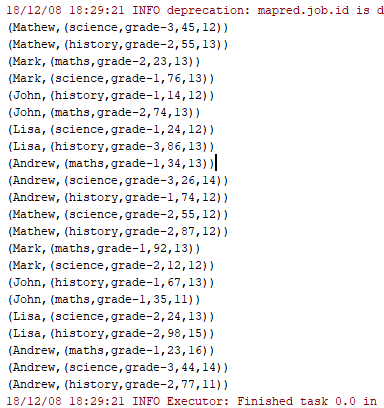 18/12/08 18:29:21 INFO deprecation: mapred.job.id is d
(Mathew,(science,grade-3,45,12))
(Mathew,(history,grade-2,55,13))
(Mark,(maths,grade-2,23,13))
(Mark,(science,grade-1,76,13))
(John,(history,grade-1,14,12))
(John,(maths,grade-2,74,13))
(Lisa,(science,grade-1,24,12))
(Lisa,(history,grade-3,86,13))
(Andrew,(maths,grade-1,34,13))
(Andrew,(science,grade-3,26,14))
(Andrew,(history,grade-1,74,12))
(Mathew,(science,grade-2,55,12))
(Mathew,(history,grade-2,87,12))
(Mark,(maths,grade-1,92,13))
(Mark,(science,grade-2,12,12))
(John,(history,grade-1,67,13))
(John,(maths,grade-1,35,11))
(Lisa,(science,grade-2,24,13))
(Lisa,(history,grade-2,98,15))
(Andrew,(maths,grade-1,23,16))
(Andrew,(science,grade-3,44,14))
(Andrew,(history,grade-2,77,11))
18/12/08 18:29:21 INFO Executor: Finished task 0.0 in